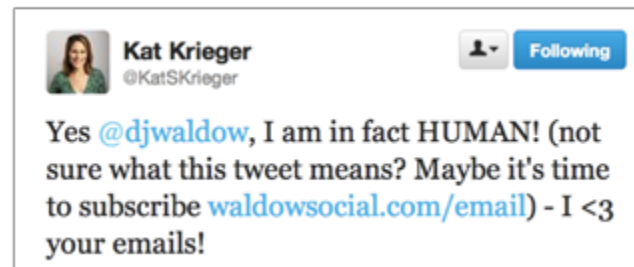 Kat Krieger
Following
@KatSKrieger
Yes @djwaldow, I am in fact HUMAN! (not
sure what this tweet means? Maybe it's time
to subscribe waldowsocial.com/email) - I <3
your emails!